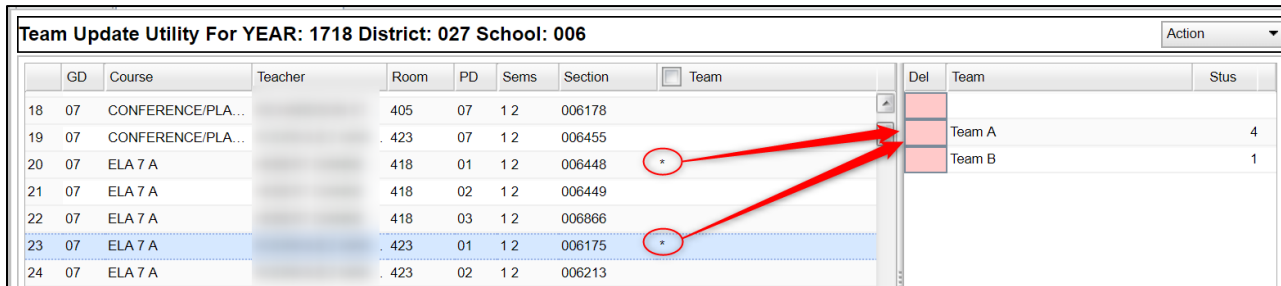 Team Update Utility For YEAR: 1718 District: 027 School: 006 Action
GD Course Teacher Room PD Sems Section Team Del Team Stus
18 07 CONFERENCE/PLA... 405 07 1 2 006178
19 07 CONFERENCE/PLA... . 423 07 1 2 006455 Team A 4
20 07 ELA 7 A 418 01 1 2 006448 * Team B 1
21 07 ELA 7 A 418 02 1 2 006449
22 07 ELA 7 A 418 03 1 2 006866
23 07 ELA 7 A . 423 01 1 2 006175 *
24 07 ELA 7 A . 423 02 1 2 006213